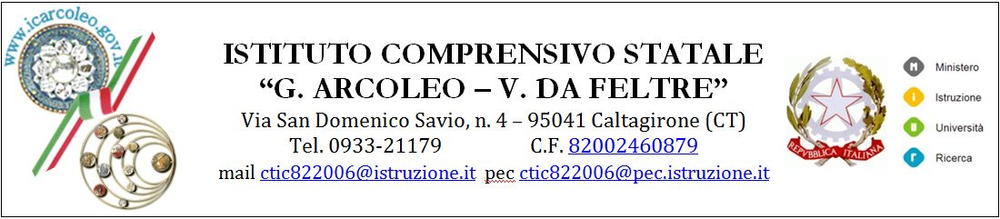 www.icarcoleo.gov.it
ISTITUTO COMPRENSIVO STATALE
“G. ARCOLEO – V. DA FELTRE”
Via San Domenico Savio, n. 4 – 95041 Caltagirone (CT)
Tel. 0933-21179 C.F. 82002460879
mail ctic822006@istruzione.it pec ctic822006@pec.istruzione.it
REPVBBLICA ITALIANA
M Ministero
i Istruzione
U Università
r Ricerca